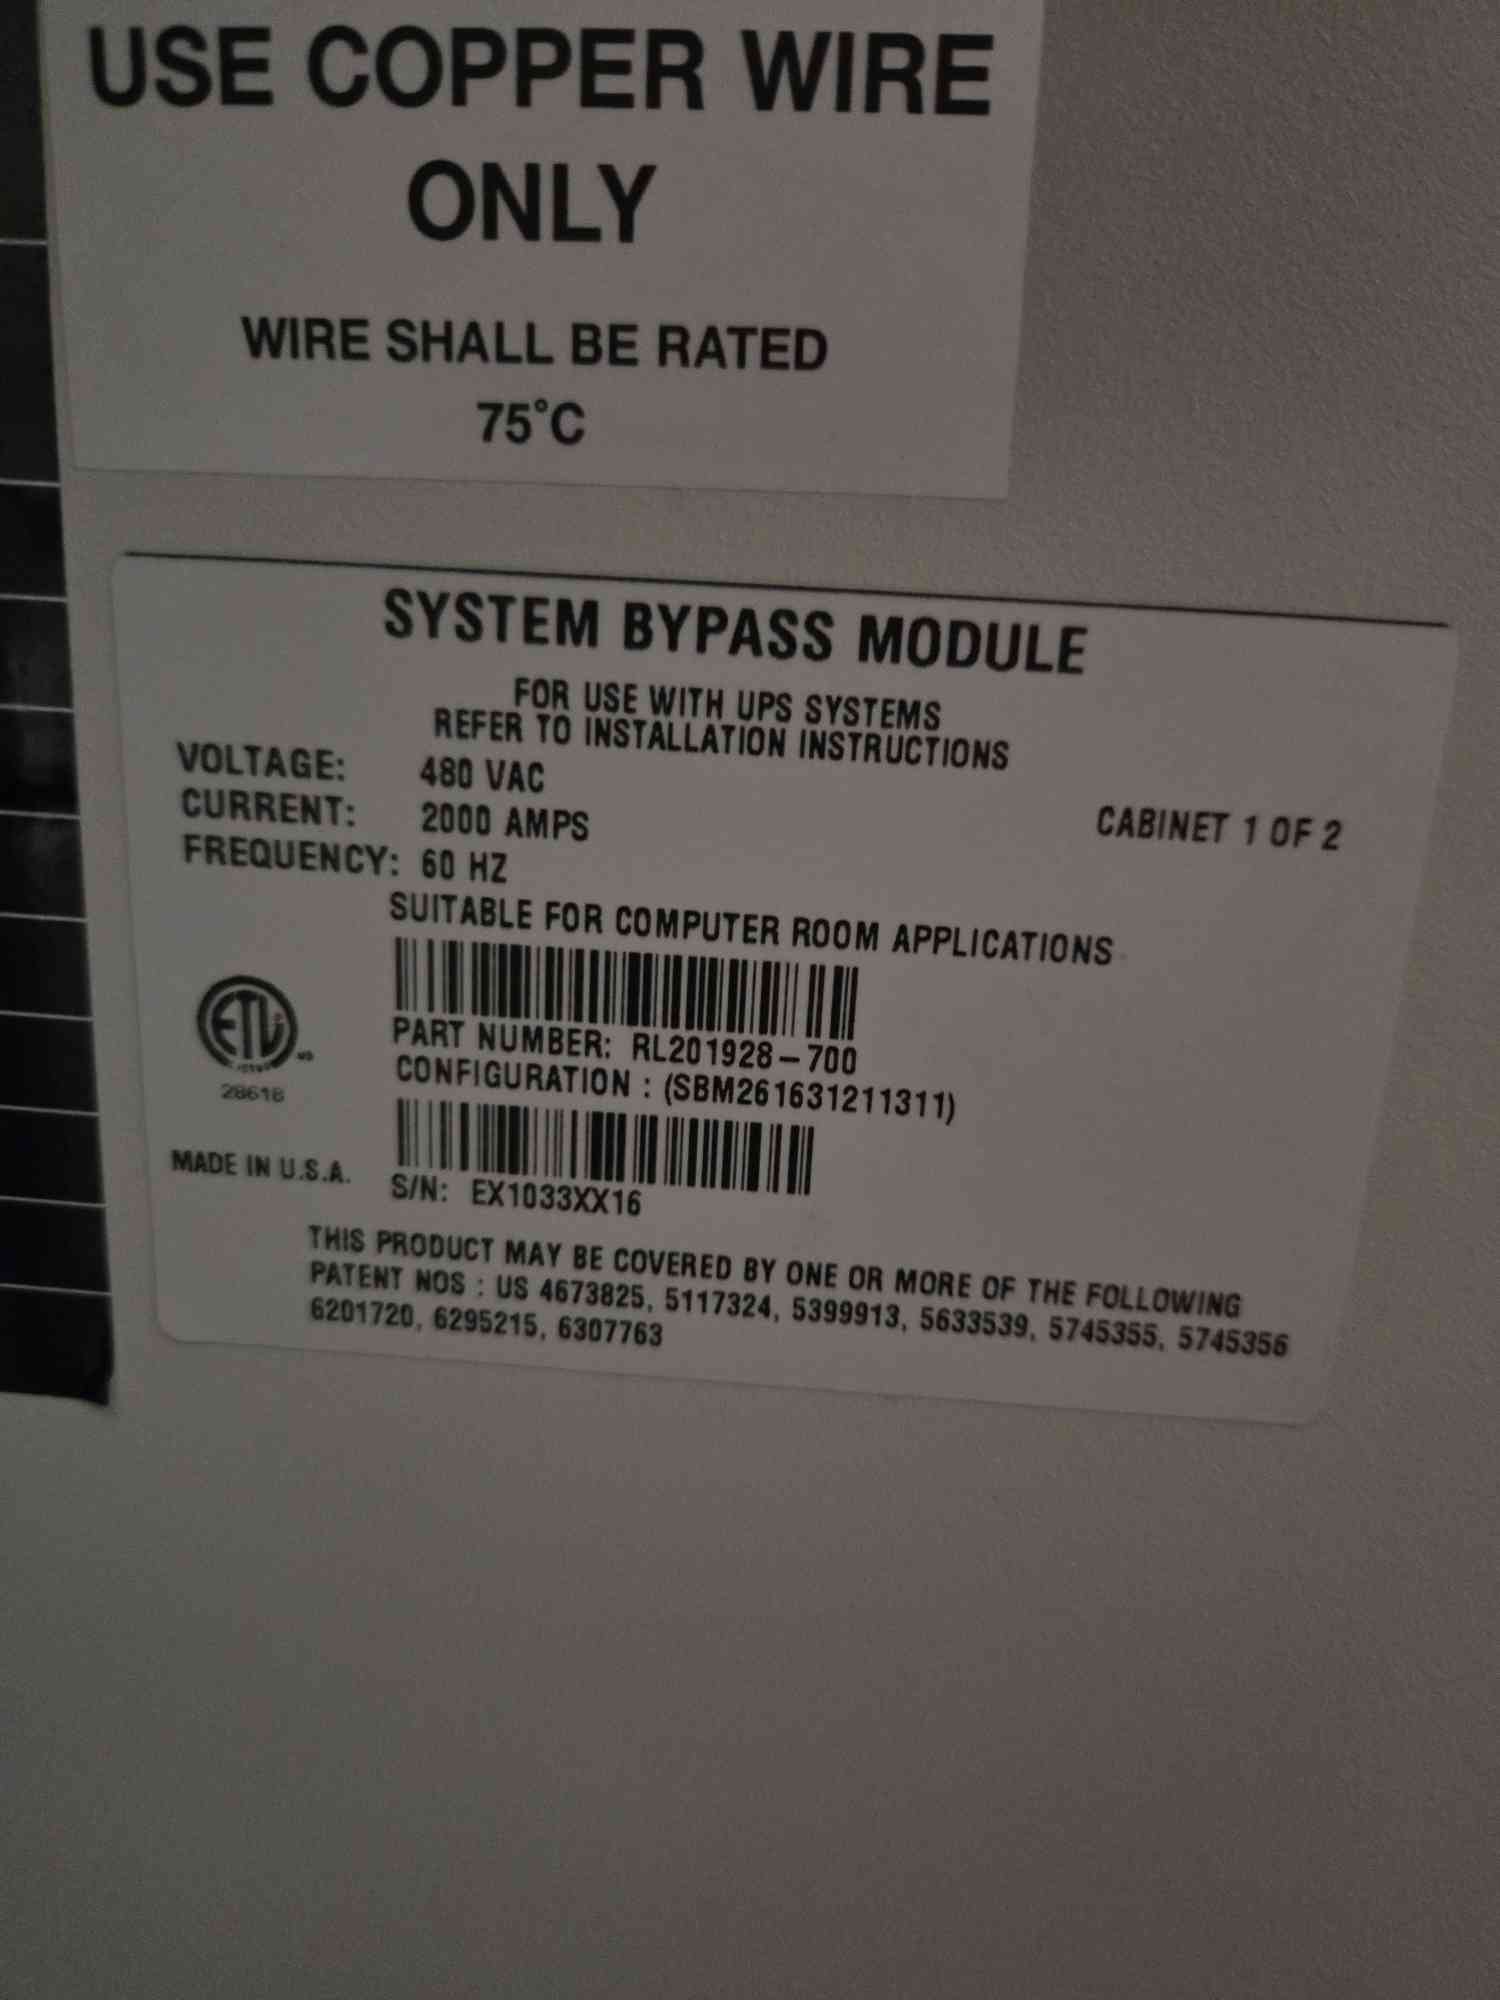 USE COPPER WIRE
ONLY
WIRE SHALL BE RATED
75°C
SYSTEM BYPASS MODULE
FOR USE WITH UPS SYSTEMS
REFER TO INSTALLATION INSTRUCTIONS
VOLTAGE: 480 VAC
CURRENT: 2000 AMPS
CABINET 1 OF 2
FREQUENCY: 60 HZ
SUITABLE FOR COMPUTER ROOM APPLICATIONS
ETL
PART NUMBER: RL201928-700
CONFIGURATION : (SBM261631211311)
28618
MADE IN U.S.A.
S/N: EX1033XX16
THIS PRODUCT MAY BE COVERED BY ONE OR MORE OF THE FOLLOWING
PATENT NOS : US 4673825, 5117324, 5399913, 5633539, 5745355, 5745356
6201720, 6295215, 6307763